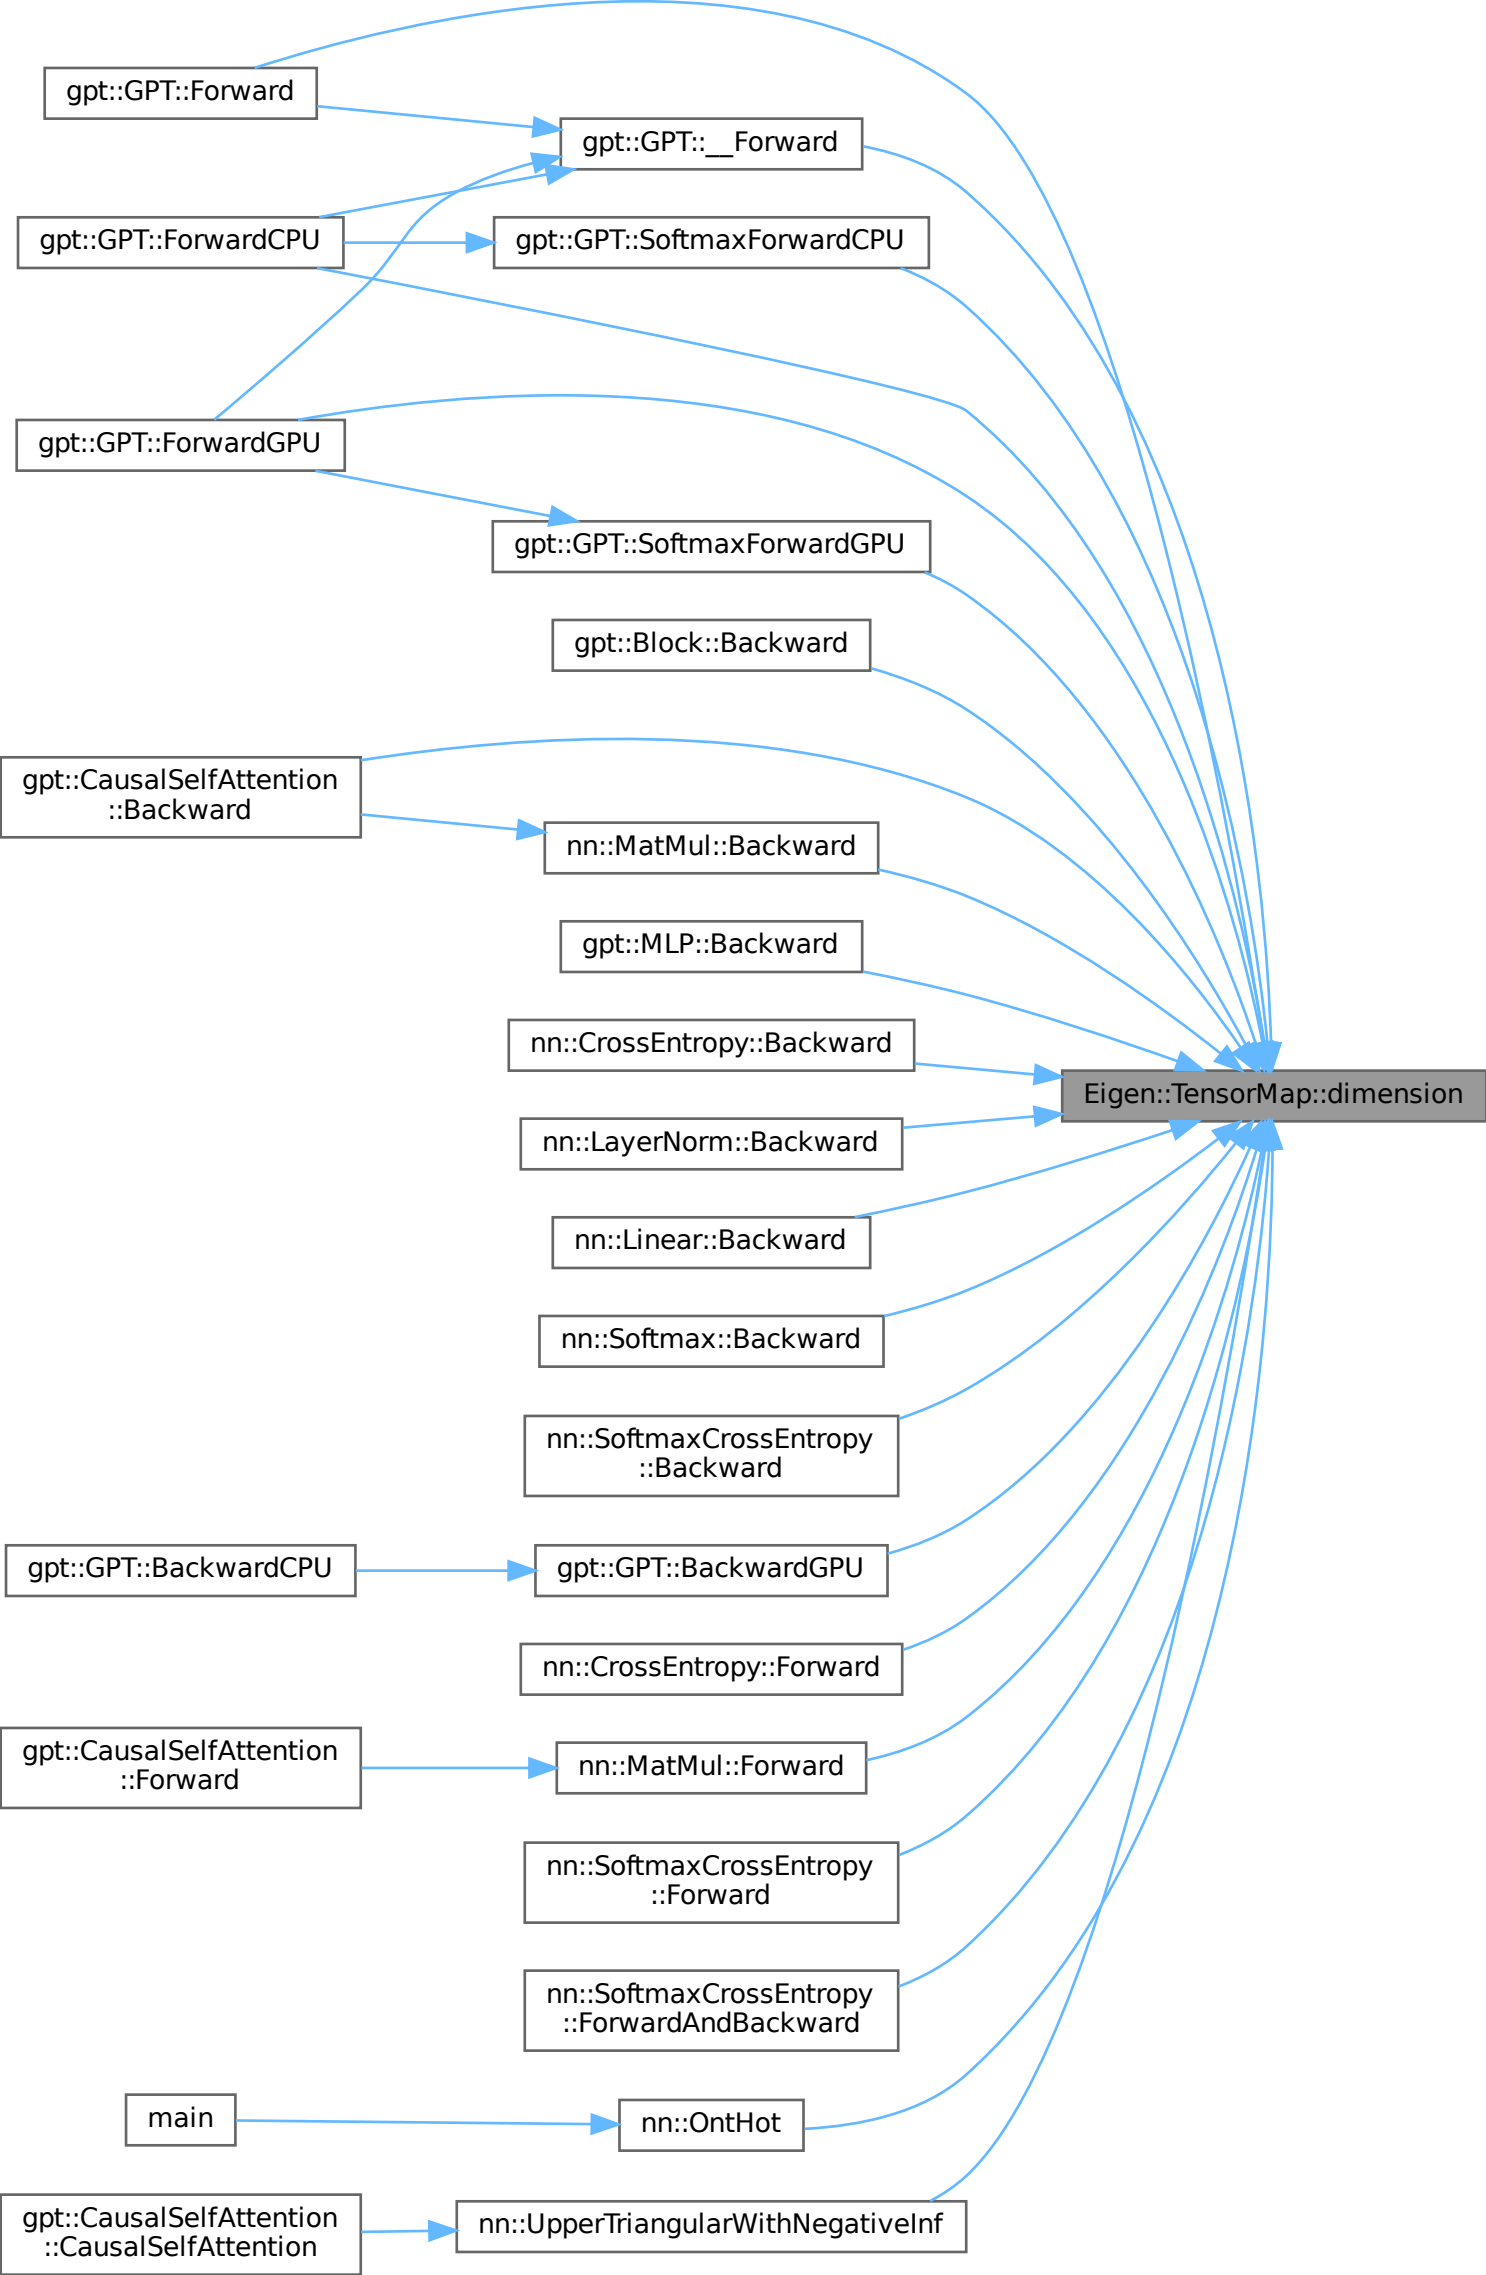 gpt::GPT::Forward
gpt::GPT::__Forward
gpt::GPT::ForwardCPU
gpt::GPT::SoftmaxForwardCPU
gpt::GPT::ForwardGPU
gpt::GPT::SoftmaxForwardGPU
gpt::Block::Backward
gpt::CausalSelfAttention
::Backward
nn::MatMul::Backward
gpt::MLP::Backward
nn::CrossEntropy::Backward
Eigen::TensorMap::dimension
nn::LayerNorm::Backward
nn::Linear::Backward
nn::Softmax::Backward
nn::SoftmaxCrossEntropy
::Backward
gpt::GPT::BackwardCPU
gpt::GPT::BackwardGPU
nn::CrossEntropy::Forward
gpt::CausalSelfAttention
::Forward
nn::MatMul::Forward
nn::SoftmaxCrossEntropy
::Forward
nn::SoftmaxCrossEntropy
::ForwardAndBackward
main
nn::OntHot
gpt::CausalSelfAttention
::CausalSelfAttention
nn::UpperTriangularWithNegativeInf